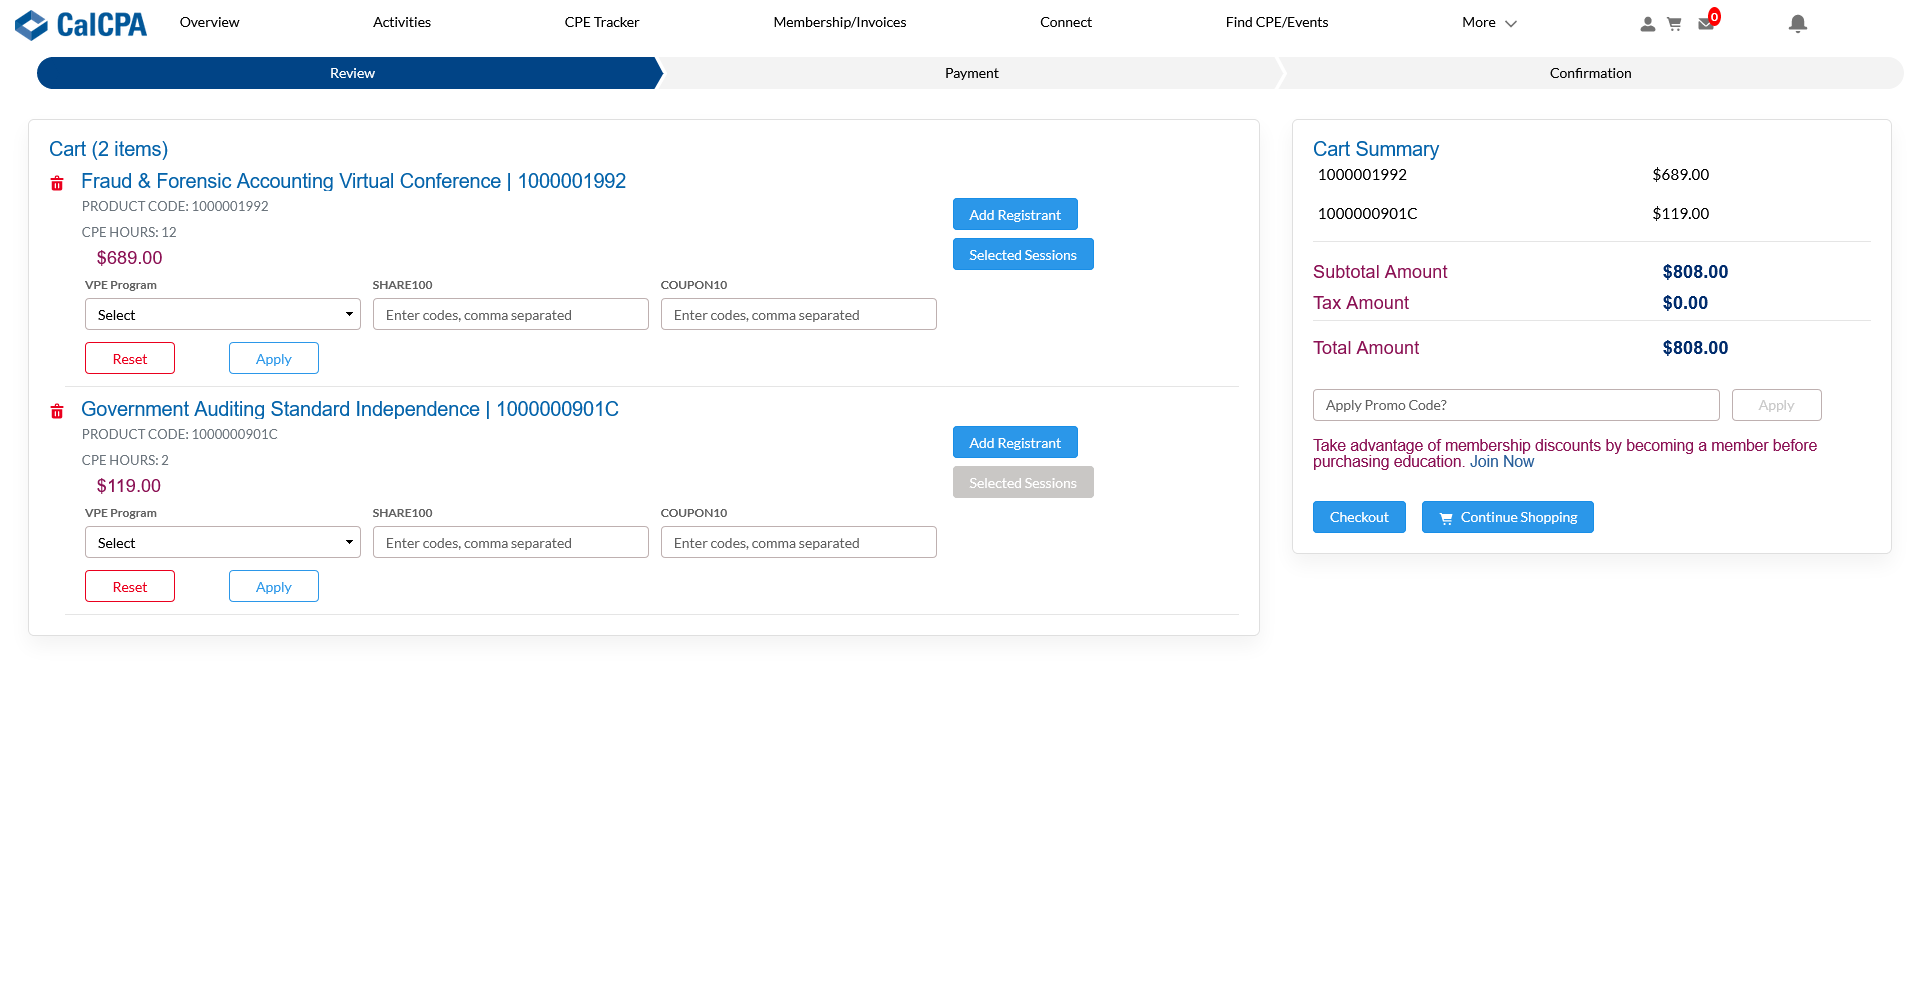 CalCPA
Overview
Activities
CPE Tracker
Membership/Invoices
Connect
Find CPE/Events
More
0
Review
Payment
Confirmation
Cart (2 items)
Fraud & Forensic Accounting Virtual Conference | 1000001992
PRODUCT CODE: 1000001992
CPE HOURS: 12
$689.00
Add Registrant
Selected Sessions
VPE Program
SHARE100
COUPON10
Select
Enter codes, comma separated
Enter codes, comma separated
Reset
Apply
Government Auditing Standard Independence | 1000000901C
PRODUCT CODE: 1000000901C
CPE HOURS: 2
$119.00
Add Registrant
Selected Sessions
VPE Program
SHARE100
COUPON10
Select
Enter codes, comma separated
Enter codes, comma separated
Reset
Apply
Cart Summary
1000001992 $689.00
1000000901C $119.00
Subtotal Amount $808.00
Tax Amount $0.00
Total Amount $808.00
Apply Promo Code?
Apply
Take advantage of membership discounts by becoming a member before
purchasing education. Join Now
Checkout
Continue Shopping